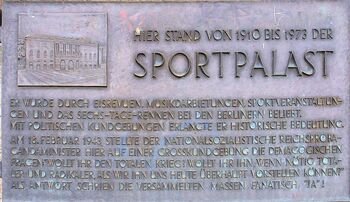 HIER STAND VON 1910 BIS 1973 DER
SPORTPALAST
ER WURDE DURCH EISREVUEN, MUSIKDARBIETUNGEN, SPORTVERANSTALTUN-
GEN UND DAS SECHS-TAGE-RENNEN BEI DEN BERLINERN BELIEBT.
MIT POLITISCHEN KUNDGEBUNGEN ERLANGTE ER HISTORISCHE BEDEUTUNG.
AM 18. FEBRUAR 1943 STELLTE DER NATIONALSOZIALISTISCHE REICHSPROPA-
GANDAMINISTER HIER AUF EINER GROSSKUNDGEBUNG DIE DEMAGOGISCHEN
FRAGEN: WOLLT IHR DEN TOTALEN KRIEG? WOLLT IHR IHN, WENN NÖTIG TOTA-
LER UND RADIKALER, ALS WIR IHN UNS HEUTE ÜBERHAUPT VORSTELLEN KÖNNEN?"
ALS ANTWORT SCHRIEN DIE VERSAMMELTEN MASSEN FANATISCH "JA"!